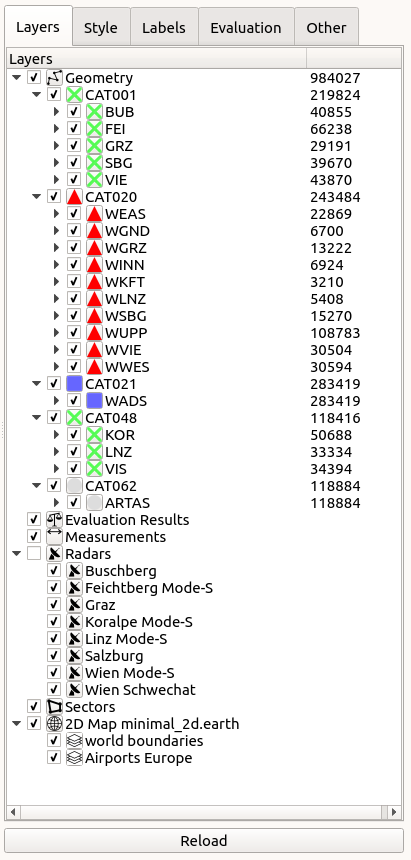 Layers Style Labels Evaluation Other
Layers
Geometry 984027
CAT001 219824
BUB 40855
FEI 66238
GRZ 29191
SBG 39670
VIE 43870
CAT020 243484
WEAS 22869
WGND 6700
WGRZ 13222
WINN 6924
WKFT 3210
WLNZ 5408
WSBG 15270
WUPP 108783
WVIE 30504
WWES 30594
CAT021 283419
WADS 283419
CAT048 118416
KOR 50688
LNZ 33334
VIS 34394
CAT062 118884
ARTAS 118884
Evaluation Results
Measurements
Radars
Buschberg
Feichtberg Mode-S
Graz
Koralpe Mode-S
Linz Mode-S
Salzburg
Wien Mode-S
Wien Schwechat
Sectors
2D Map minimal_2d.earth
world boundaries
Airports Europe
Reload